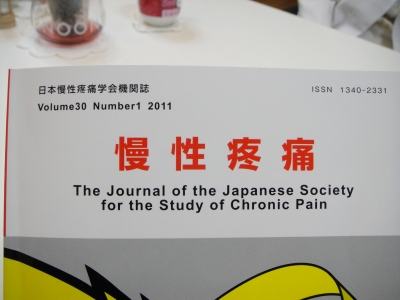 日本慢性疼痛学会機関誌
ISSN 1340-2331
Volume30 Number1 2011
慢性疼痛
The Journal of the Japanese Society
for the Study of Chronic Pain